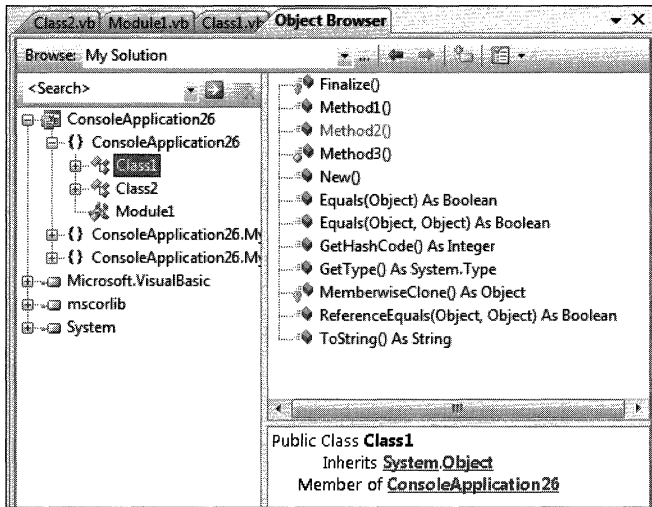 Class2.vb Module1.vb Class1.vb Object Browser
Browse: My Solution ...
<Search>
ConsoleApplication26
{} ConsoleApplication26
Class1
Class2
Module1
{} ConsoleApplication26.My
{} ConsoleApplication26.My
Microsoft.VisualBasic
mscorlib
System
Finalize()
Method1()
Method2()
Method3()
New()
Equals(Object) As Boolean
Equals(Object, Object) As Boolean
GetHashCode() As Integer
GetType() As System.Type
MemberwiseClone() As Object
ReferenceEquals(Object, Object) As Boolean
ToString() As String
Public Class Class1
Inherits System.Object
Member of ConsoleApplication26